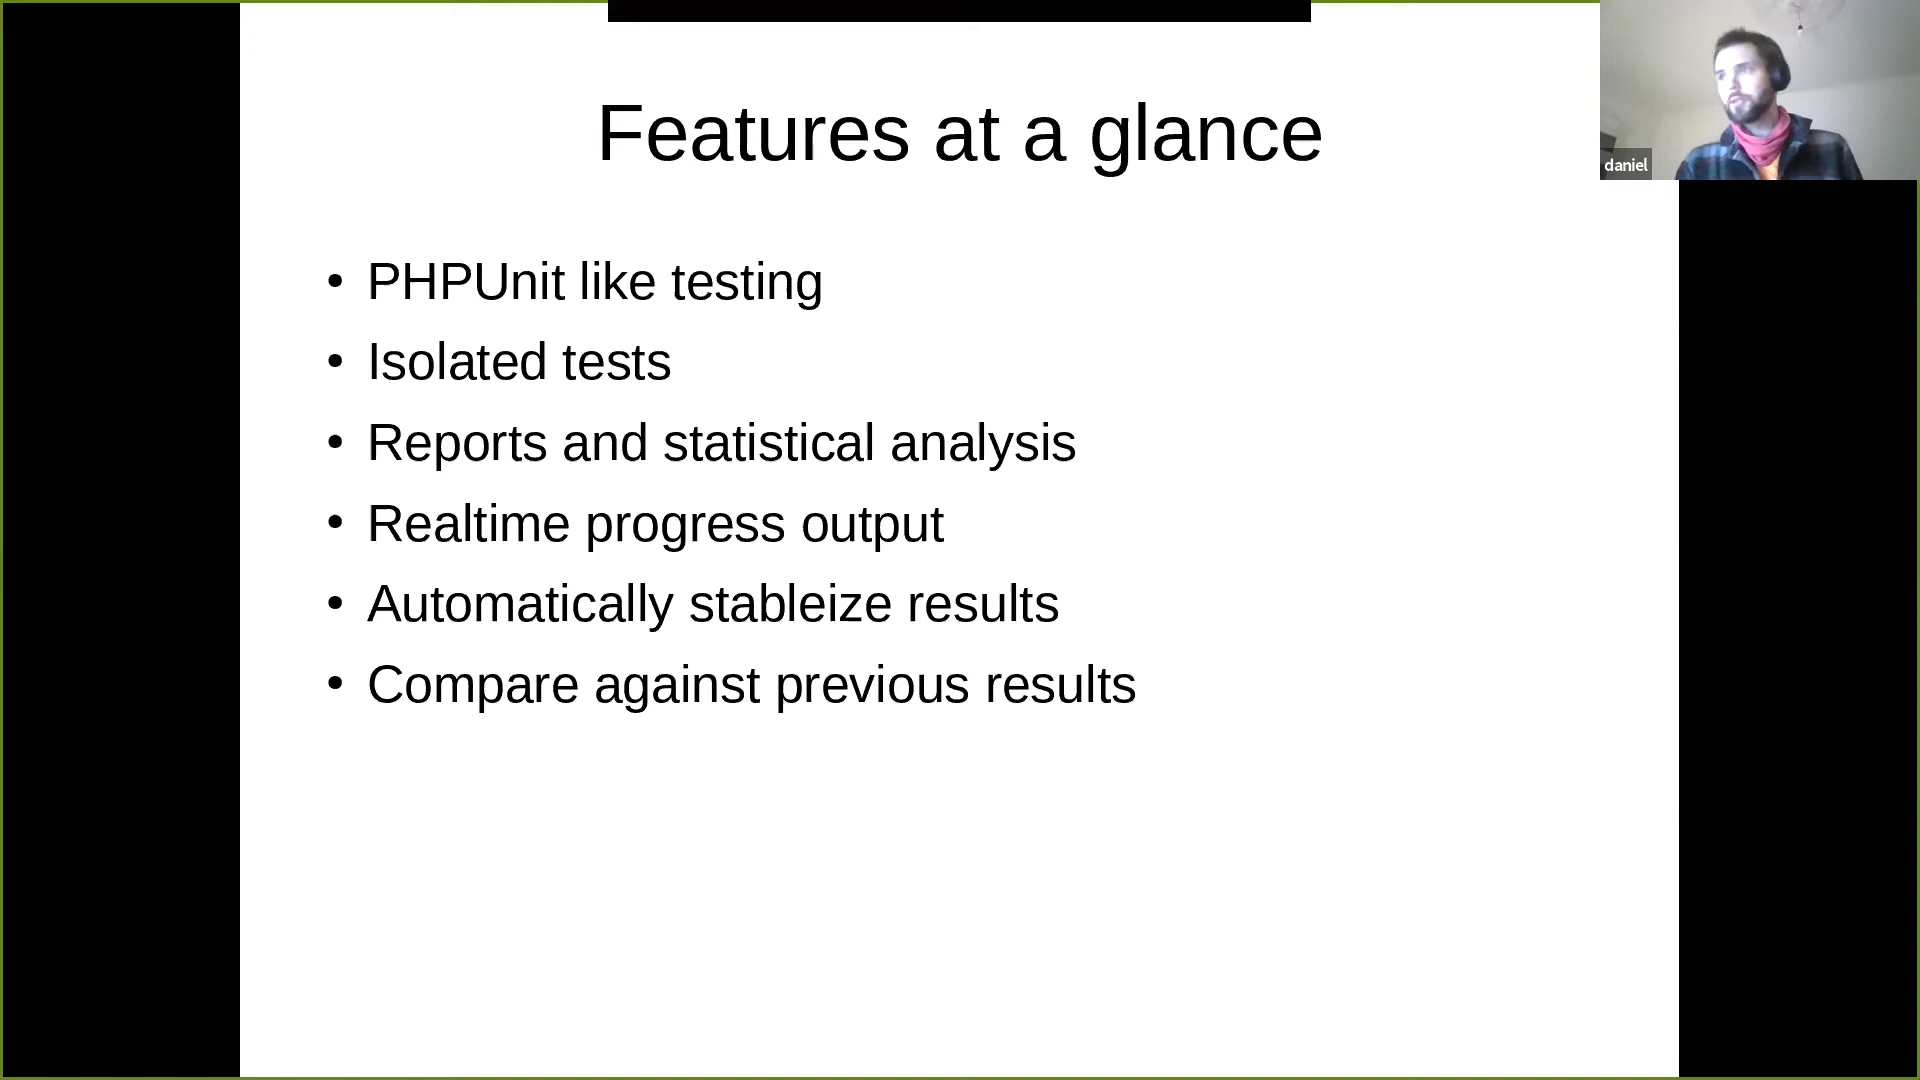 Features at a glance
daniel
• PHPUnit like testing
• Isolated tests
• Reports and statistical analysis
• Realtime progress output
• Automatically stableize results
• Compare against previous results